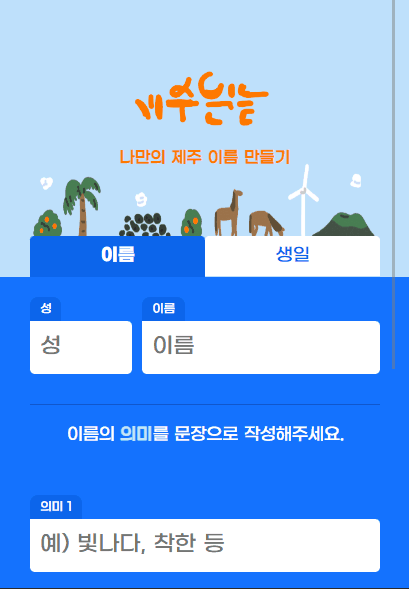 제주일름
나만의 제주 이름 만들기
이름
생일
성
이름
성
이름
이름의 의미를 문장으로 작성해주세요.
의미 1
예) 빛나다, 착한 등